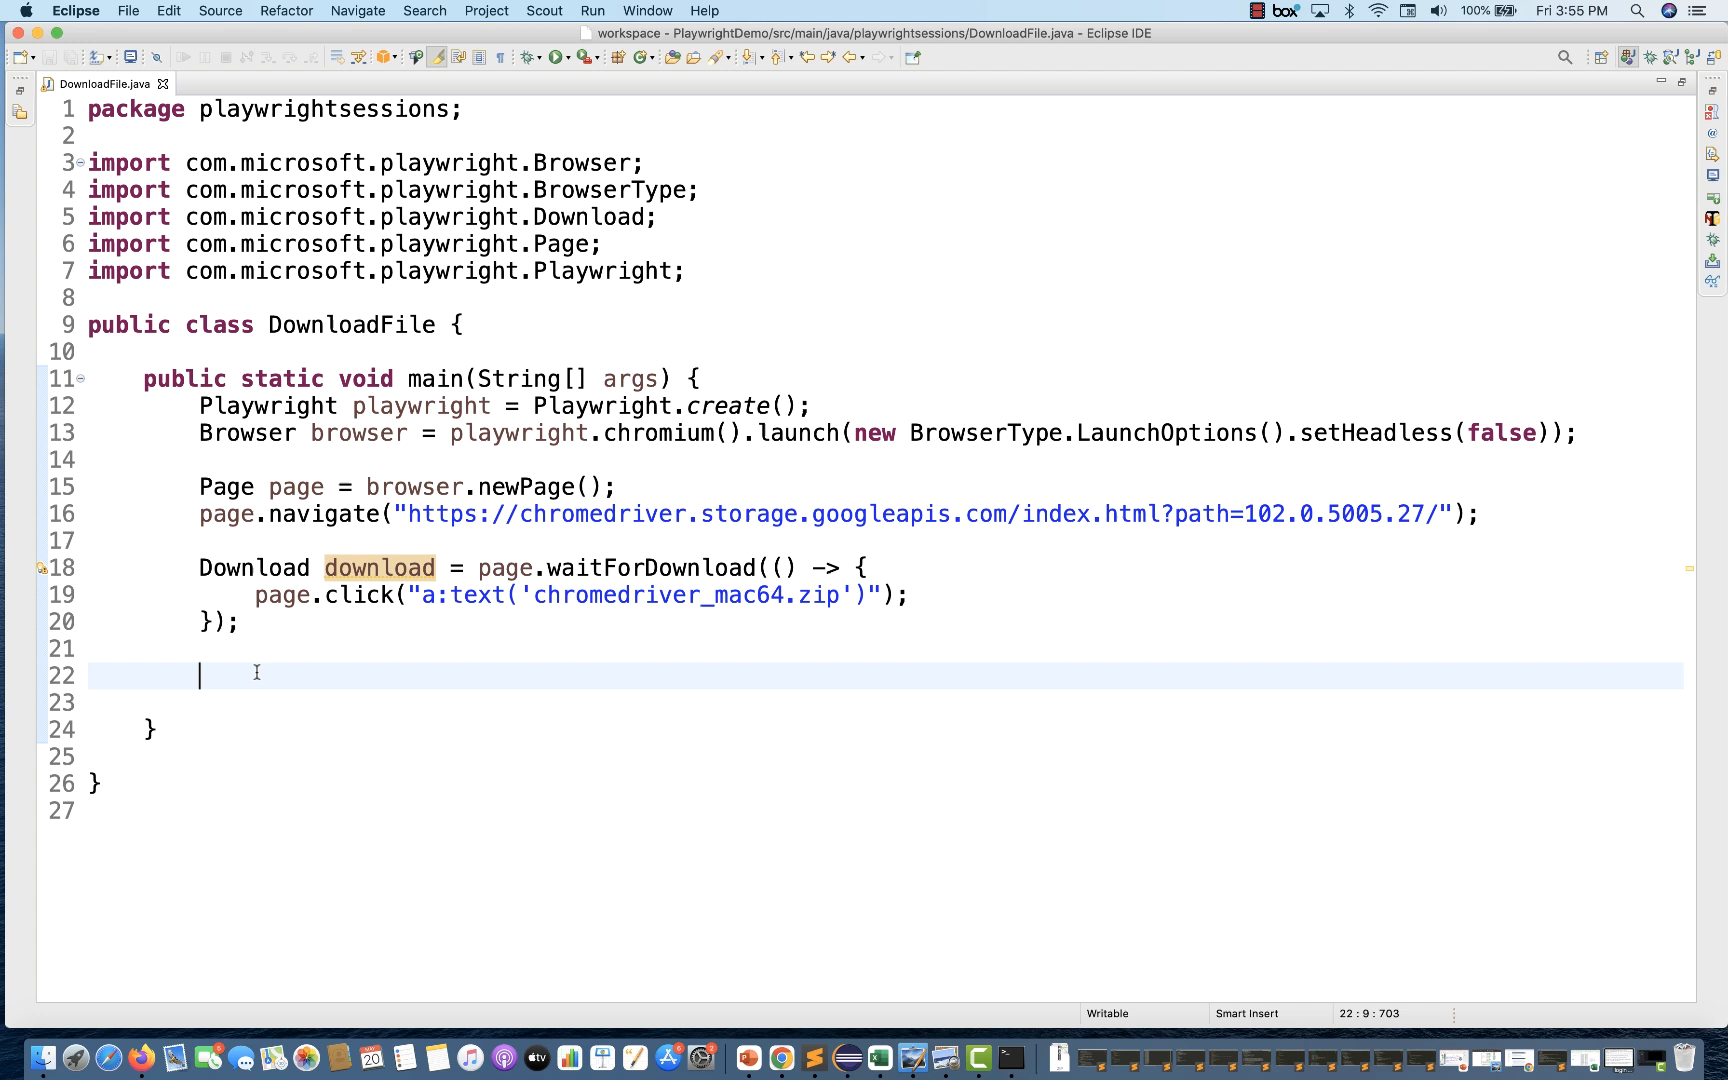 Eclipse File Edit Source Refactor Navigate Search Project Scout Run Window Help box 100% Fri 3:55 PM
workspace - PlaywrightDemo/src/main/java/playwrightsessions/DownloadFile.java - Eclipse IDE
DownloadFile.java
1 package playwrightsessions;
2
3 import com.microsoft.playwright.Browser;
4 import com.microsoft.playwright.BrowserType;
5 import com.microsoft.playwright.Download;
6 import com.microsoft.playwright.Page;
7 import com.microsoft.playwright.Playwright;
8
9 public class DownloadFile {
10
11 public static void main(String[] args) {
12 Playwright playwright = Playwright.create();
13 Browser browser = playwright.chromium().launch(new BrowserType.LaunchOptions().setHeadless(false));
14
15 Page page = browser.newPage();
16 page.navigate("https://chromedriver.storage.googleapis.com/index.html?path=102.0.5005.27/");
17
18 Download download = page.waitForDownload(() -> {
19 page.click("a:text('chromedriver_mac64.zip')");
20 });
21
22
23
24 }
25
26 }
27
Writable Smart Insert 22 : 9 : 703
20
tv